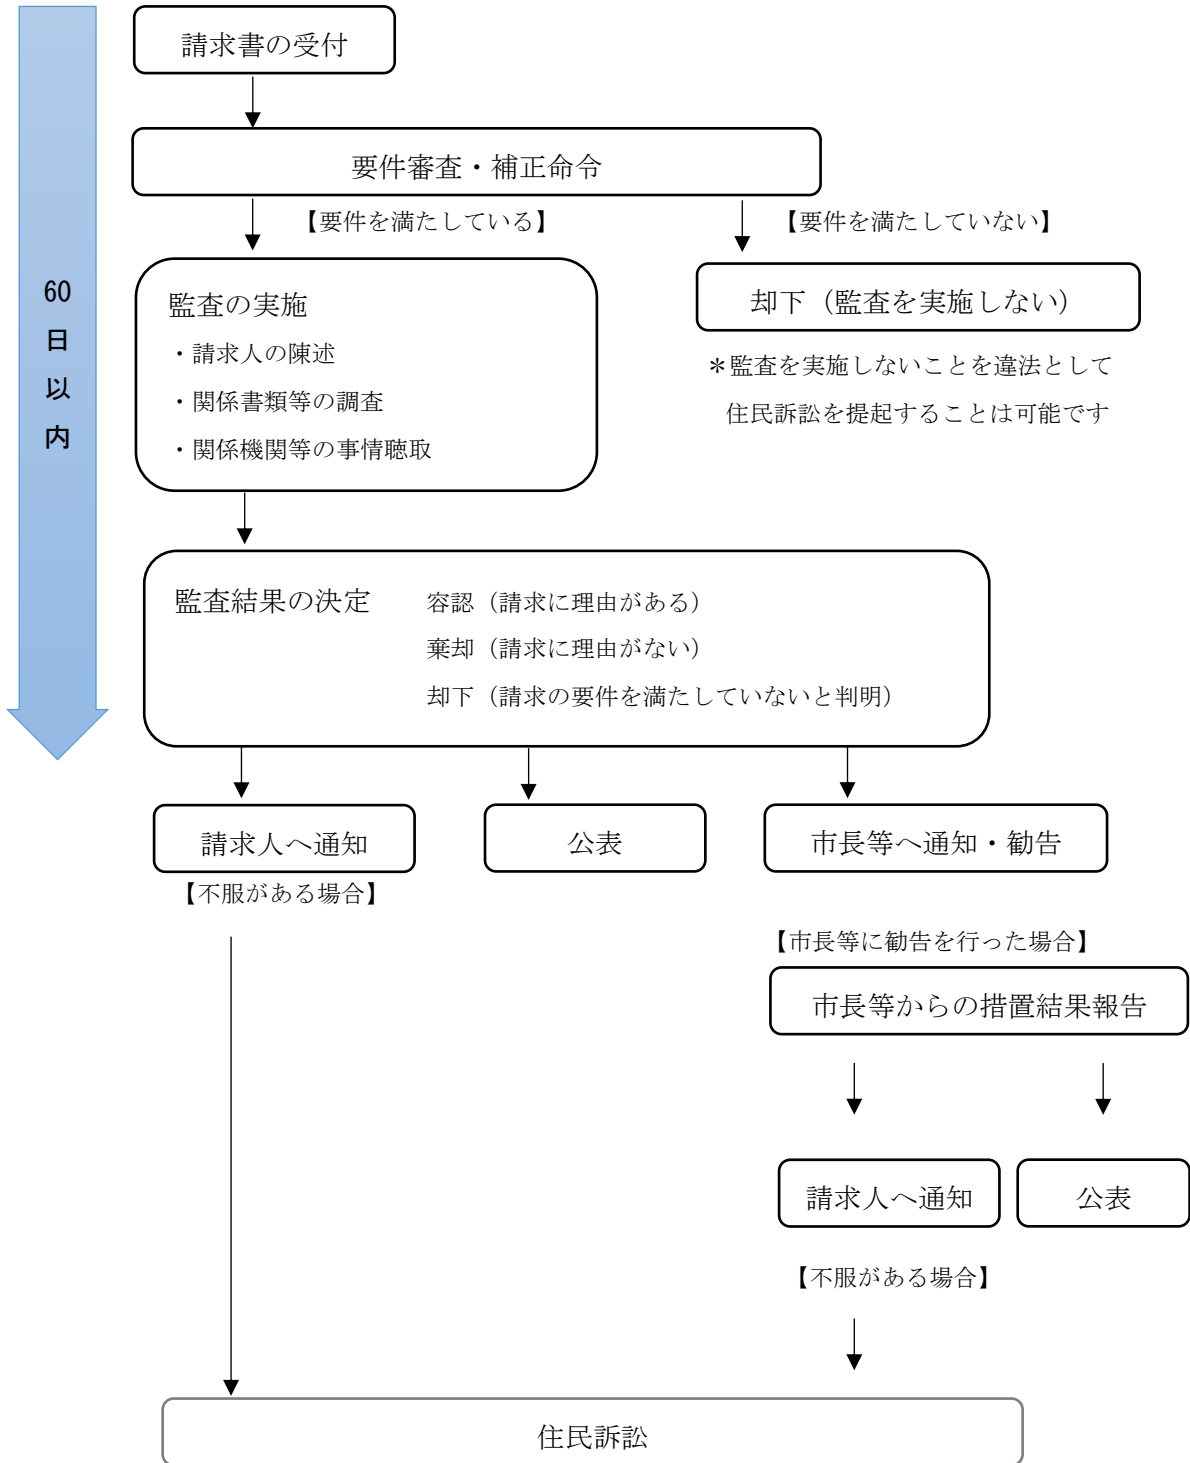 請求書の受付
要件審査・補正命令
【要件を満たしている】
【要件を満たしていない】
60
日
以
内
監査の実施
・請求人の陳述
・関係書類等の調査
・関係機関等の事情聴取
却下（監査を実施しない）
＊監査を実施しないことを違法として
住民訴訟を提起することは可能です
監査結果の決定　容認（請求に理由がある）
棄却（請求に理由がない）
却下（請求の要件を満たしていないと判明）
請求人へ通知
公表
市長等へ通知・勧告
【不服がある場合】
【市長等に勧告を行った場合】
市長等からの措置結果報告
請求人へ通知
公表
【不服がある場合】
住民訴訟